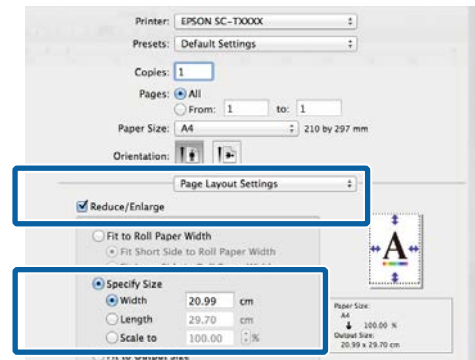 Printer: EPSON SC-TXXXX
Presets: Default Settings
Copies: 1
Pages: All
From: 1 to: 1
Paper Size: A4 210 by 297 mm
Orientation:
Page Layout Settings
Reduce/Enlarge
Fit to Roll Paper Width
Fit Short Side to Roll Paper Width
Specify Size
Width 20.99 cm
Length 29.70 cm
Scale to 100.00 %
A
Paper Size:
A4
100.00 %
Output Size:
20.99 x 29.70 cm
Fit to Output Size